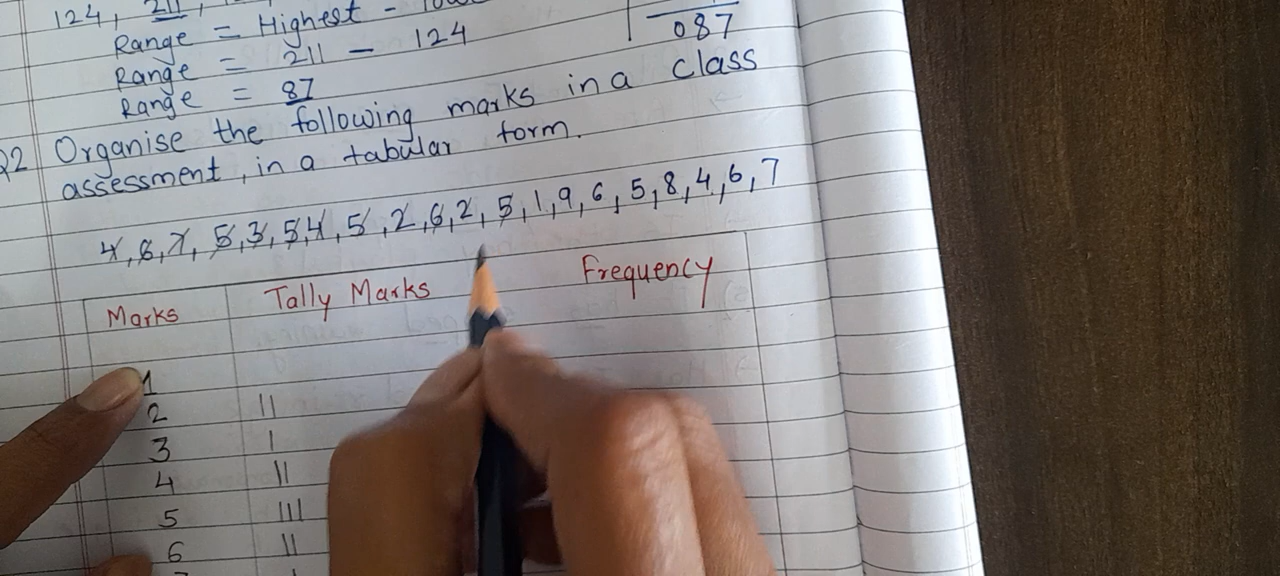 124, 211,
Range = Highest -
087
Range = 211 - 124
Range = 87
Q2 Organise the following marks in a class
assessment, in a tabular form.
4, 6, 7, 5, 3, 5, 4, 5, 2, 6, 2, 5, 1, 9, 6, 5, 8, 4, 6, 7
Marks Tally Marks Frequency
1
2 ||
3 |
4 ||
5 |||
6 ||